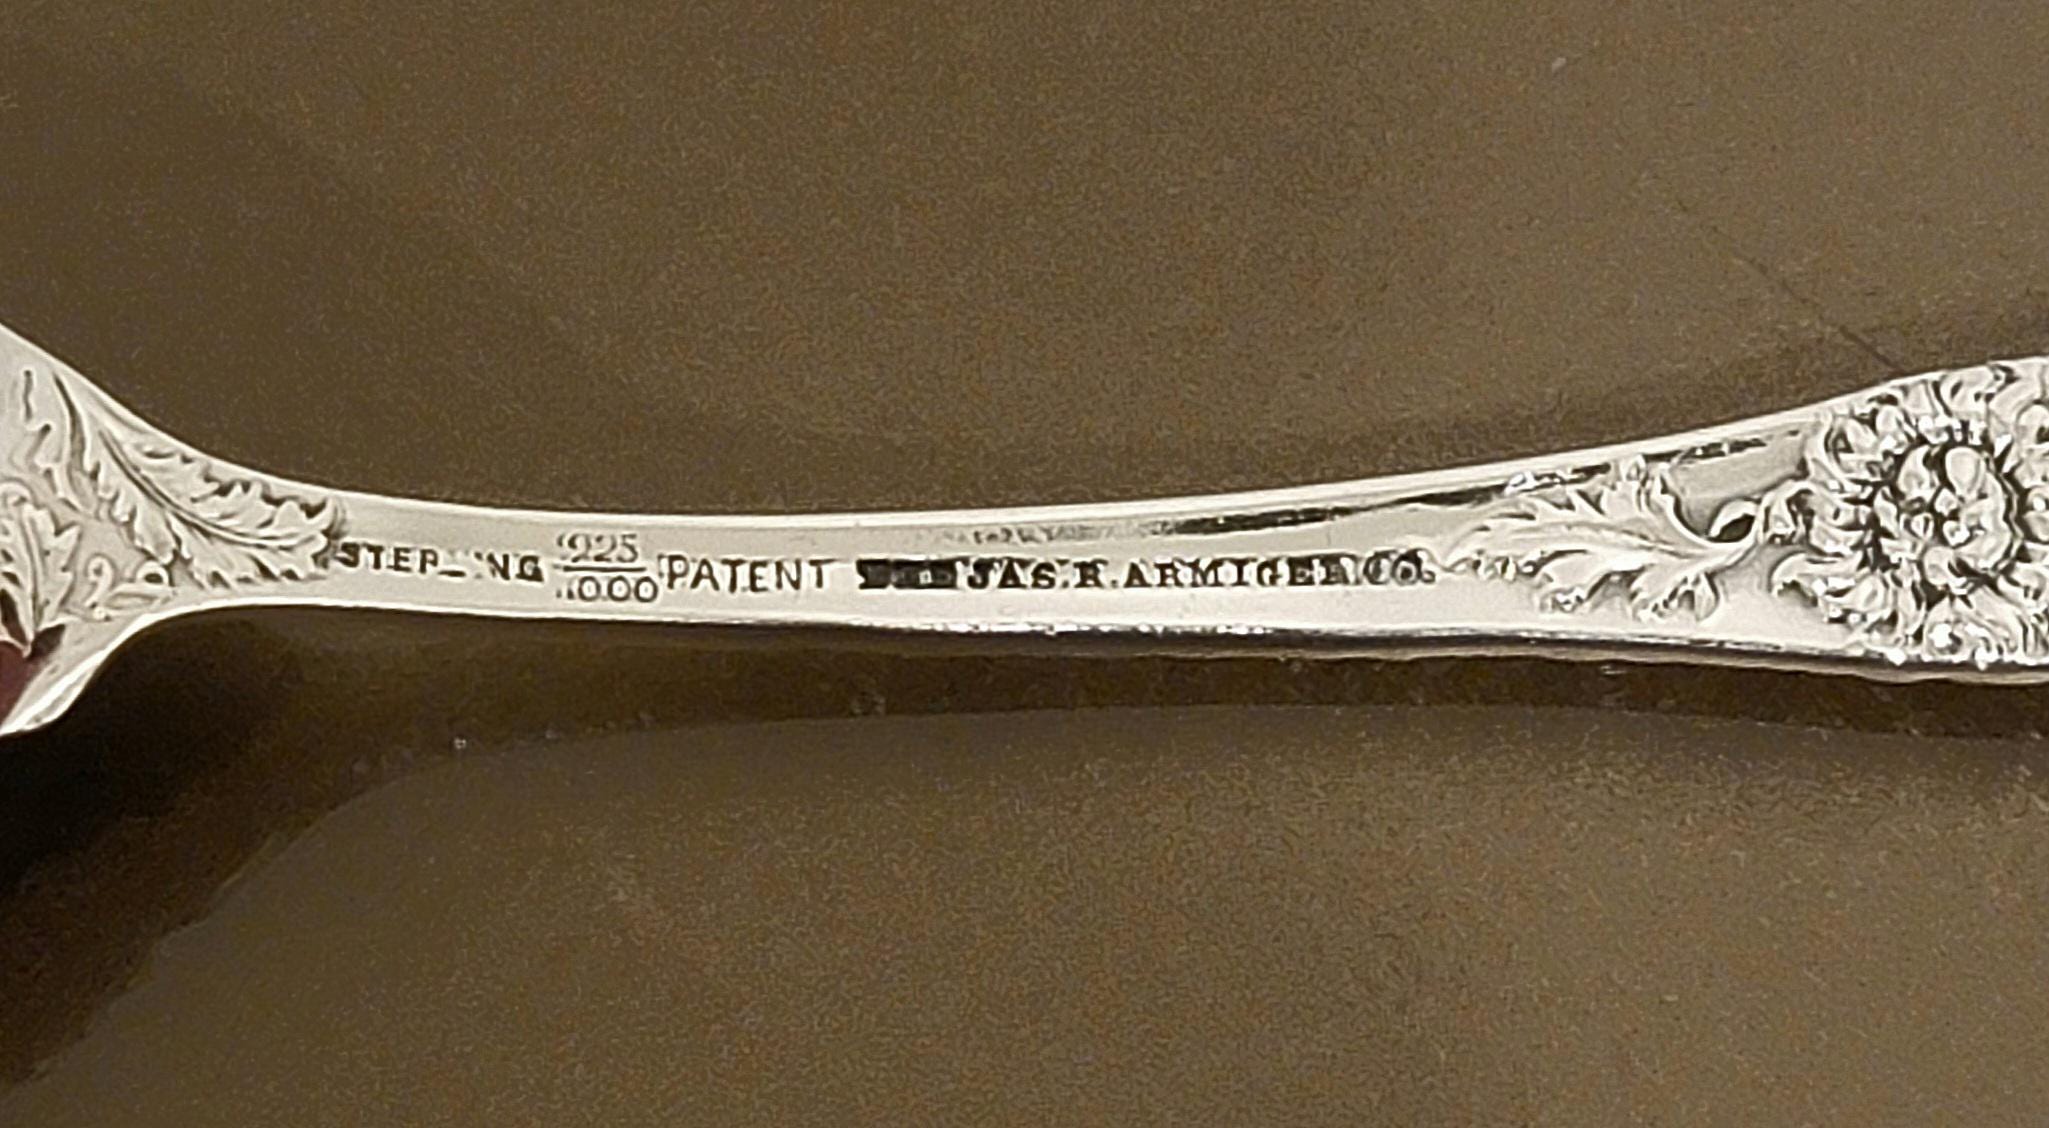 STERLING 925/1000 PATENT JAS. R. ARMIGER CO.